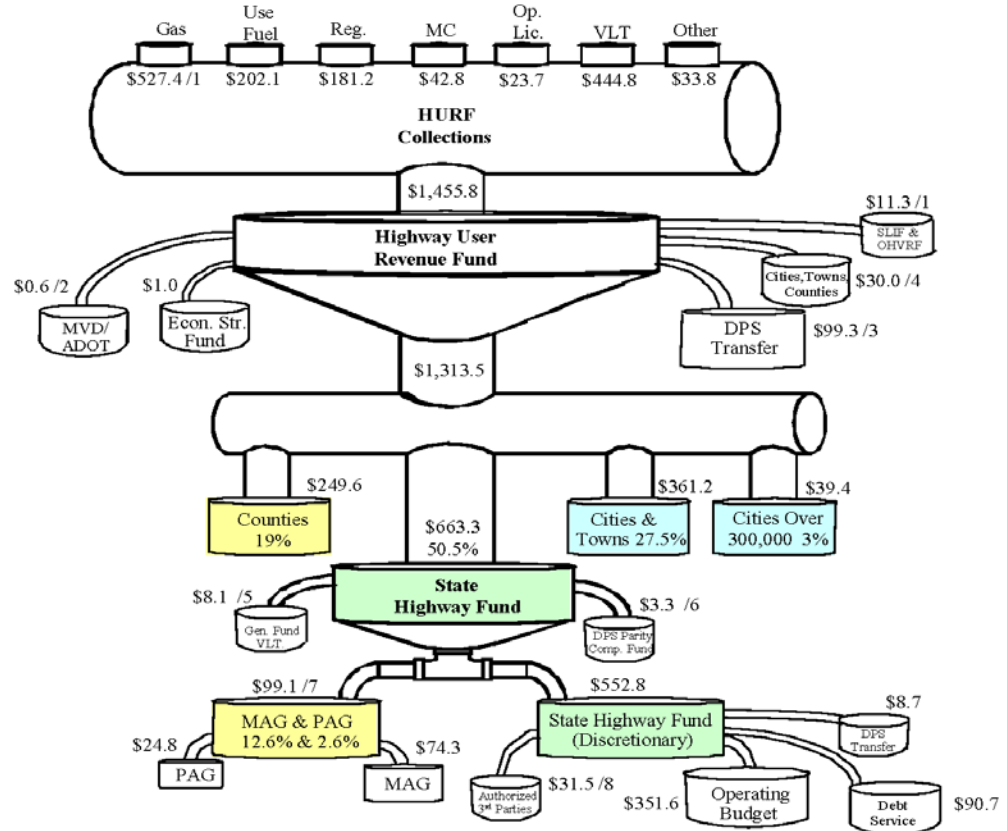 Gas
Use
Fuel
Reg.
MC
Op.
Lic.
VLT
Other
$527.4 /1
$202.1
$181.2
$42.8
$23.7
$444.8
$33.8
HURF
Collections
$1,455.8
Highway User
Revenue Fund
$11.3 /1
SLIF &
OHVRF
Cities,Towns,
Counties
$30.0 /4
$0.6 /2
MVD/
ADOT
$1.0
Econ. Str.
Fund
DPS
Transfer
$99.3 /3
$1,313.5
$249.6
Counties
19%
$663.3
50.5%
$361.2
Cities &
Towns 27.5%
$39.4
Cities Over
300,000 3%
State
Highway Fund
$8.1 /5
Gen. Fund
VLT
$3.3 /6
DPS Parity
Comp. Fund
$99.1 /7
MAG & PAG
12.6% & 2.6%
$552.8
State Highway Fund
(Discretionary)
$24.8
PAG
$74.3
MAG
$8.7
DPS
Transfer
Authorized
3rd Parties
$31.5 /8
$351.6
Operating
Budget
Debt
Service
$90.7